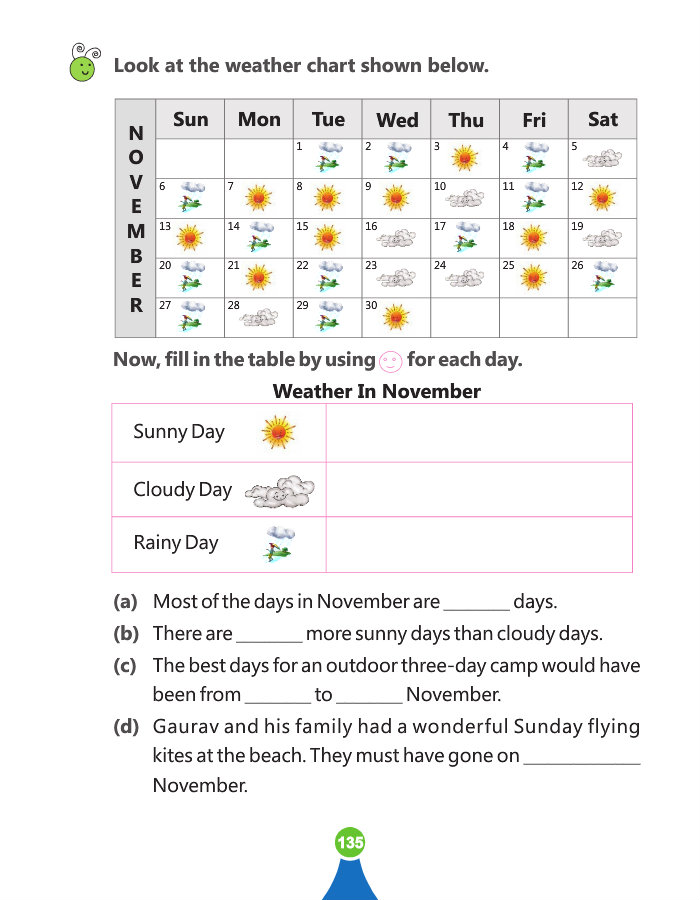 Look at the weather chart shown below.
NOVEMBER
Sun Mon Tue Wed Thu Fri Sat
1 2 3 4 5
6 7 8 9 10 11 12
13 14 15 16 17 18 19
20 21 22 23 24 25 26
27 28 29 30
Now, fill in the table by using for each day.
Weather In November
Sunny Day
Cloudy Day
Rainy Day
(a) Most of the days in November are _______ days.
(b) There are _______ more sunny days than cloudy days.
(c) The best days for an outdoor three-day camp would have
been from _______ to _______ November.
(d) Gaurav and his family had a wonderful Sunday flying
kites at the beach. They must have gone on ____________
November.
135